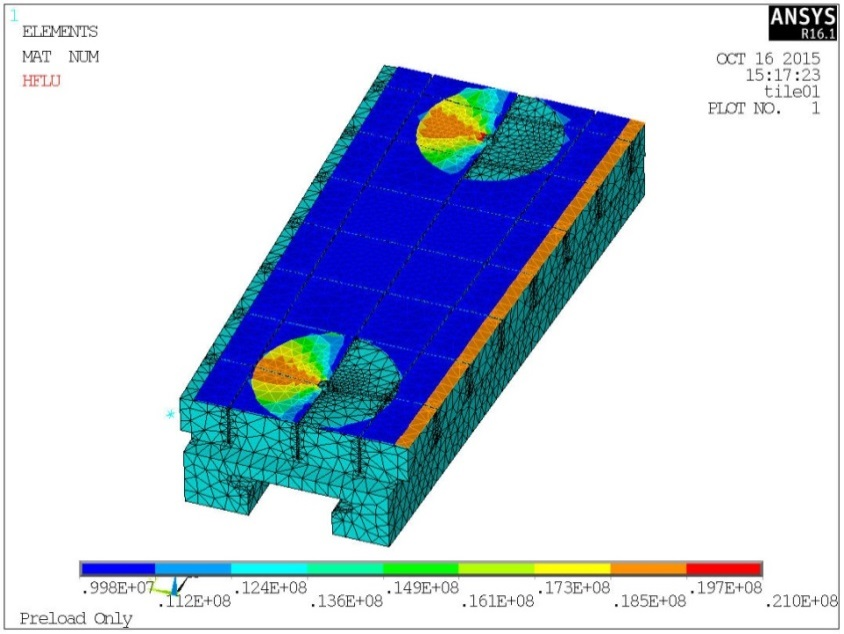 1
ELEMENTS
MAT NUM
HFLU
ANSYS
R16.1
OCT 16 2015
15:17:23
tile01
PLOT NO. 1
.998E+07 .124E+08 .149E+08 .173E+08 .197E+08
.112E+08 .136E+08 .161E+08 .185E+08 .210E+08
Preload Only